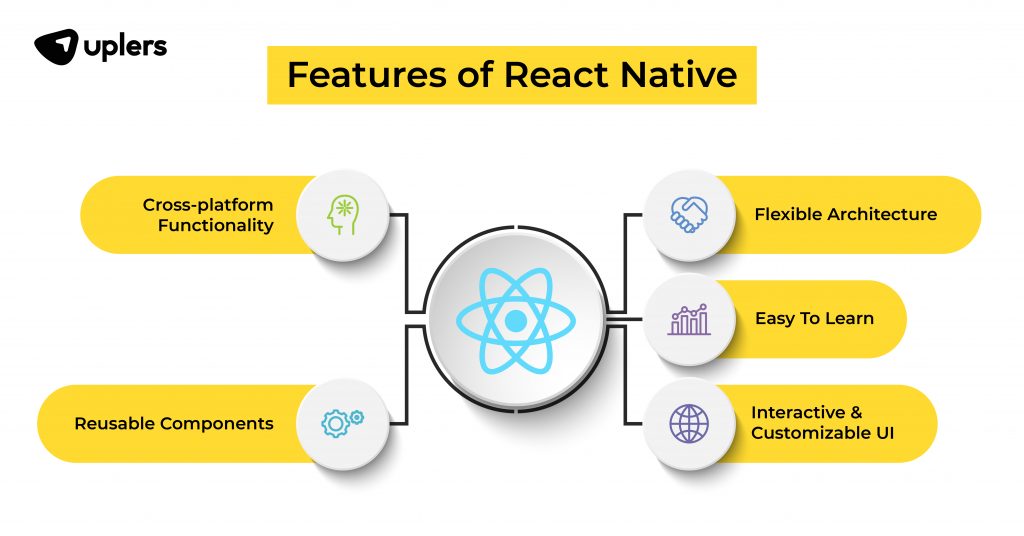 uplers
Features of React Native
Cross-platform
Functionality
Reusable Components
Flexible Architecture
Easy To Learn
Interactive &
Customizable UI